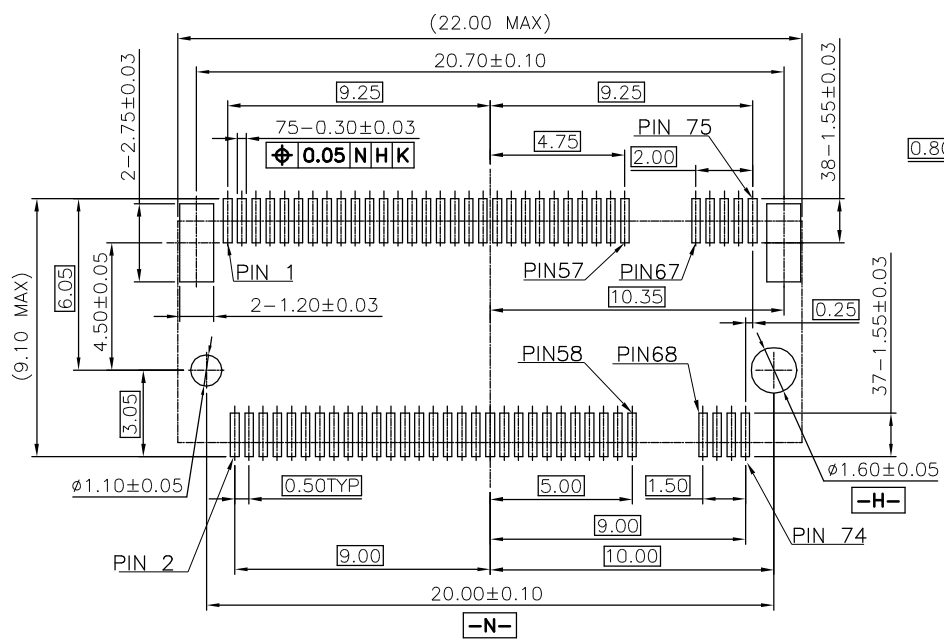 (22.00 MAX)
20.70±0.10
9.25
9.25
2-2.75±0.03
75-0.30±0.03
⌖ 0.05 N H K
PIN 75
4.75
2.00
38-1.55±0.03
0.80
PIN 1
PIN57
PIN67
(9.10 MAX)
6.05
4.50±0.05
10.35
2-1.20±0.03
0.25
PIN58
PIN68
37-1.55±0.03
3.05
ø1.10±0.05
0.50TYP
5.00
1.50
ø1.60±0.05
-H-
9.00
PIN 74
PIN 2
9.00
10.00
20.00±0.10
-N-